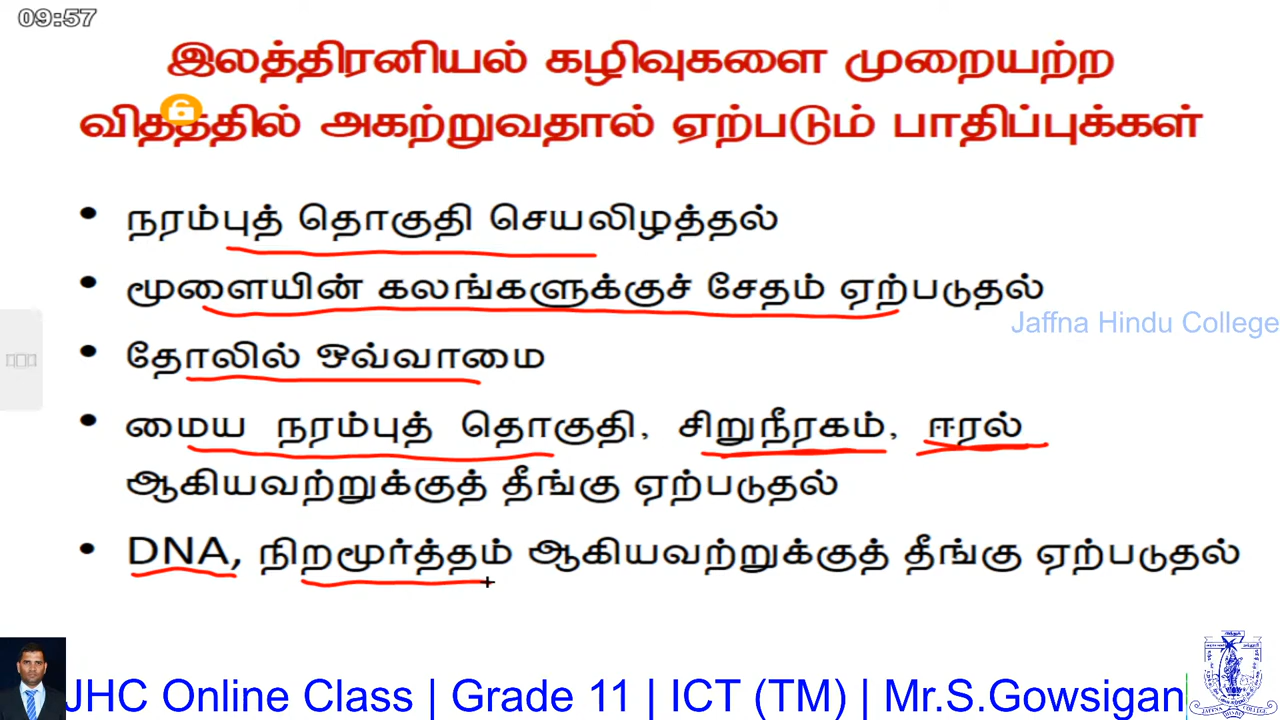 09:57
இலத்திரனியல் கழிவுகளை முறையற்ற
விதத்தில் அகற்றுவதால் ஏற்படும் பாதிப்புக்கள்
• நரம்புத் தொகுதி செயலிழத்தல்
• மூளையின் கலங்களுக்குச் சேதம் ஏற்படுதல்
Jaffna Hindu College
• தோலில் ஒவ்வாமை
• மைய நரம்புத் தொகுதி, சிறுநீரகம், ஈரல்
ஆகியவற்றுக்குத் தீங்கு ஏற்படுதல்
• DNA, நிறமூர்த்தம் ஆகியவற்றுக்குத் தீங்கு ஏற்படுதல்
JHC Online Class | Grade 11 | ICT (TM) | Mr.S.Gowsigan